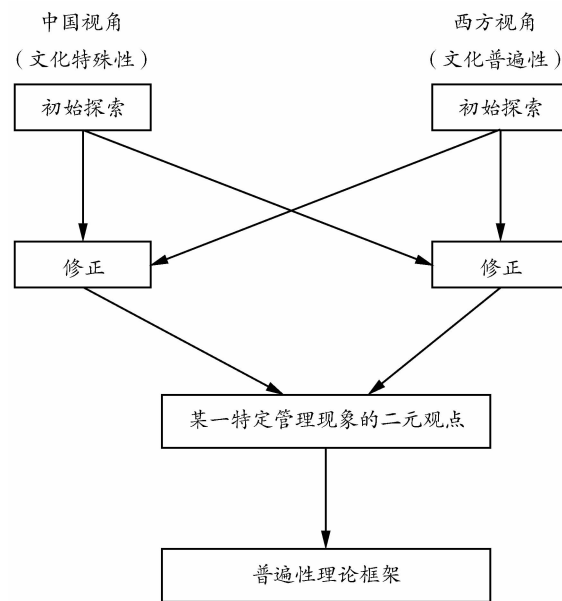 中国视角
（文化特殊性）
西方视角
（文化普遍性）
初始探索
初始探索
修正
修正
某一特定管理现象的二元观点
普遍性理论框架